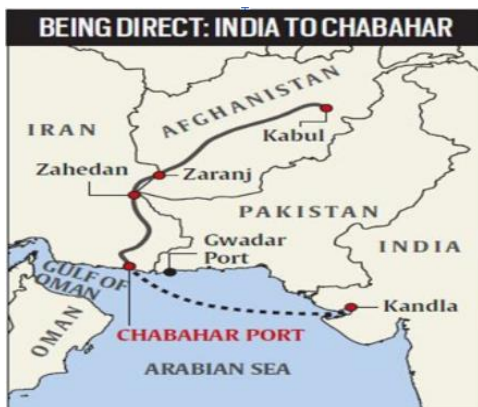 BEING DIRECT: INDIA TO CHABAHAR
AFGHANISTAN
IRAN
Kabul
Zahedan
Zaranj
PAKISTAN
Gwadar
Port
INDIA
GULF OF
OMAN
Kandla
OMAN
CHABAHAR PORT
ARABIAN SEA